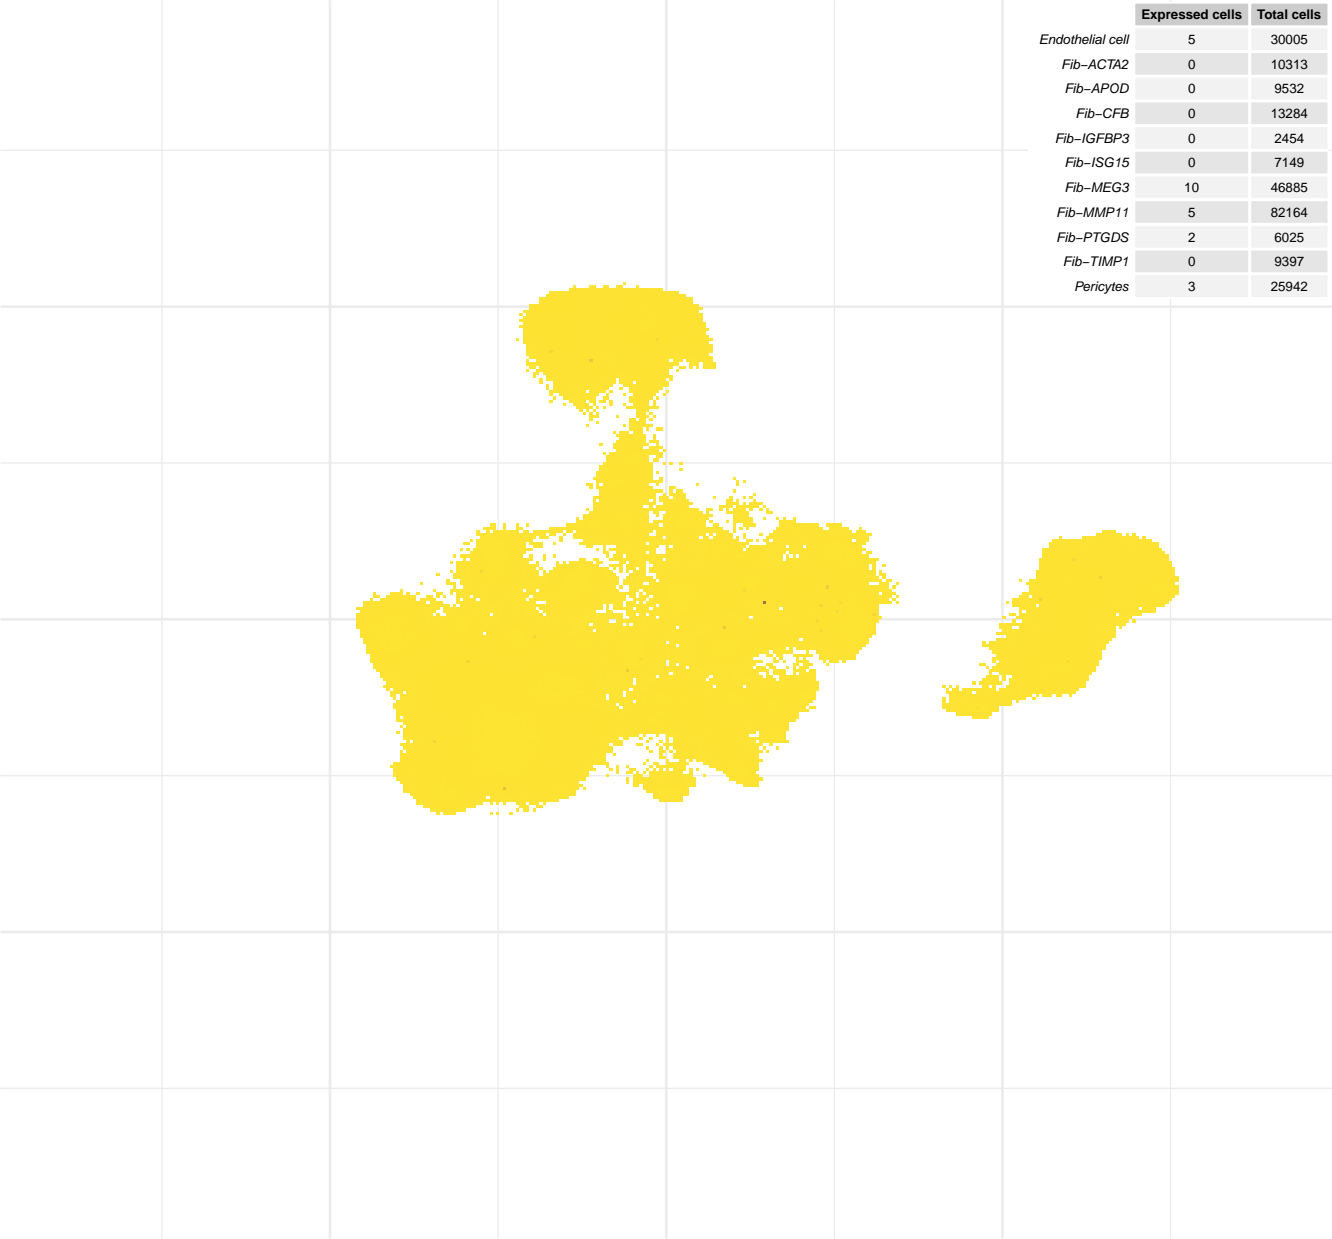 Expressed cells Total cells
Endothelial cell 5 30005
Fib−ACTA2 0 10313
Fib−APOD 0 9532
Fib−CFB 0 13284
Fib−IGFBP3 0 2454
Fib−ISG15 0 7149
Fib−MEG3 10 46885
Fib−MMP11 5 82164
Fib−PTGDS 2 6025
Fib−TIMP1 0 9397
Pericytes 3 25942